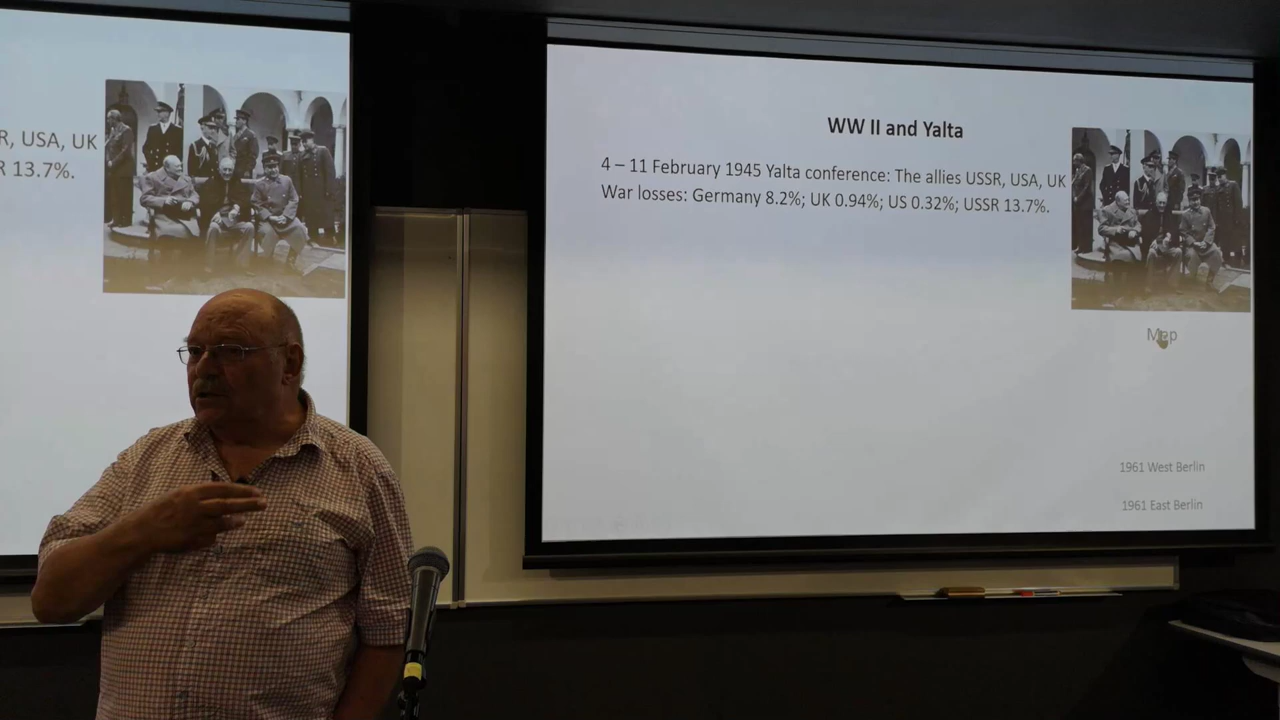 R, USA, UK
R 13.7%.
WW II and Yalta
4 – 11 February 1945 Yalta conference: The allies USSR, USA, UK
War losses: Germany 8.2%; UK 0.94%; US 0.32%; USSR 13.7%.
Map
1961 West Berlin
1961 East Berlin